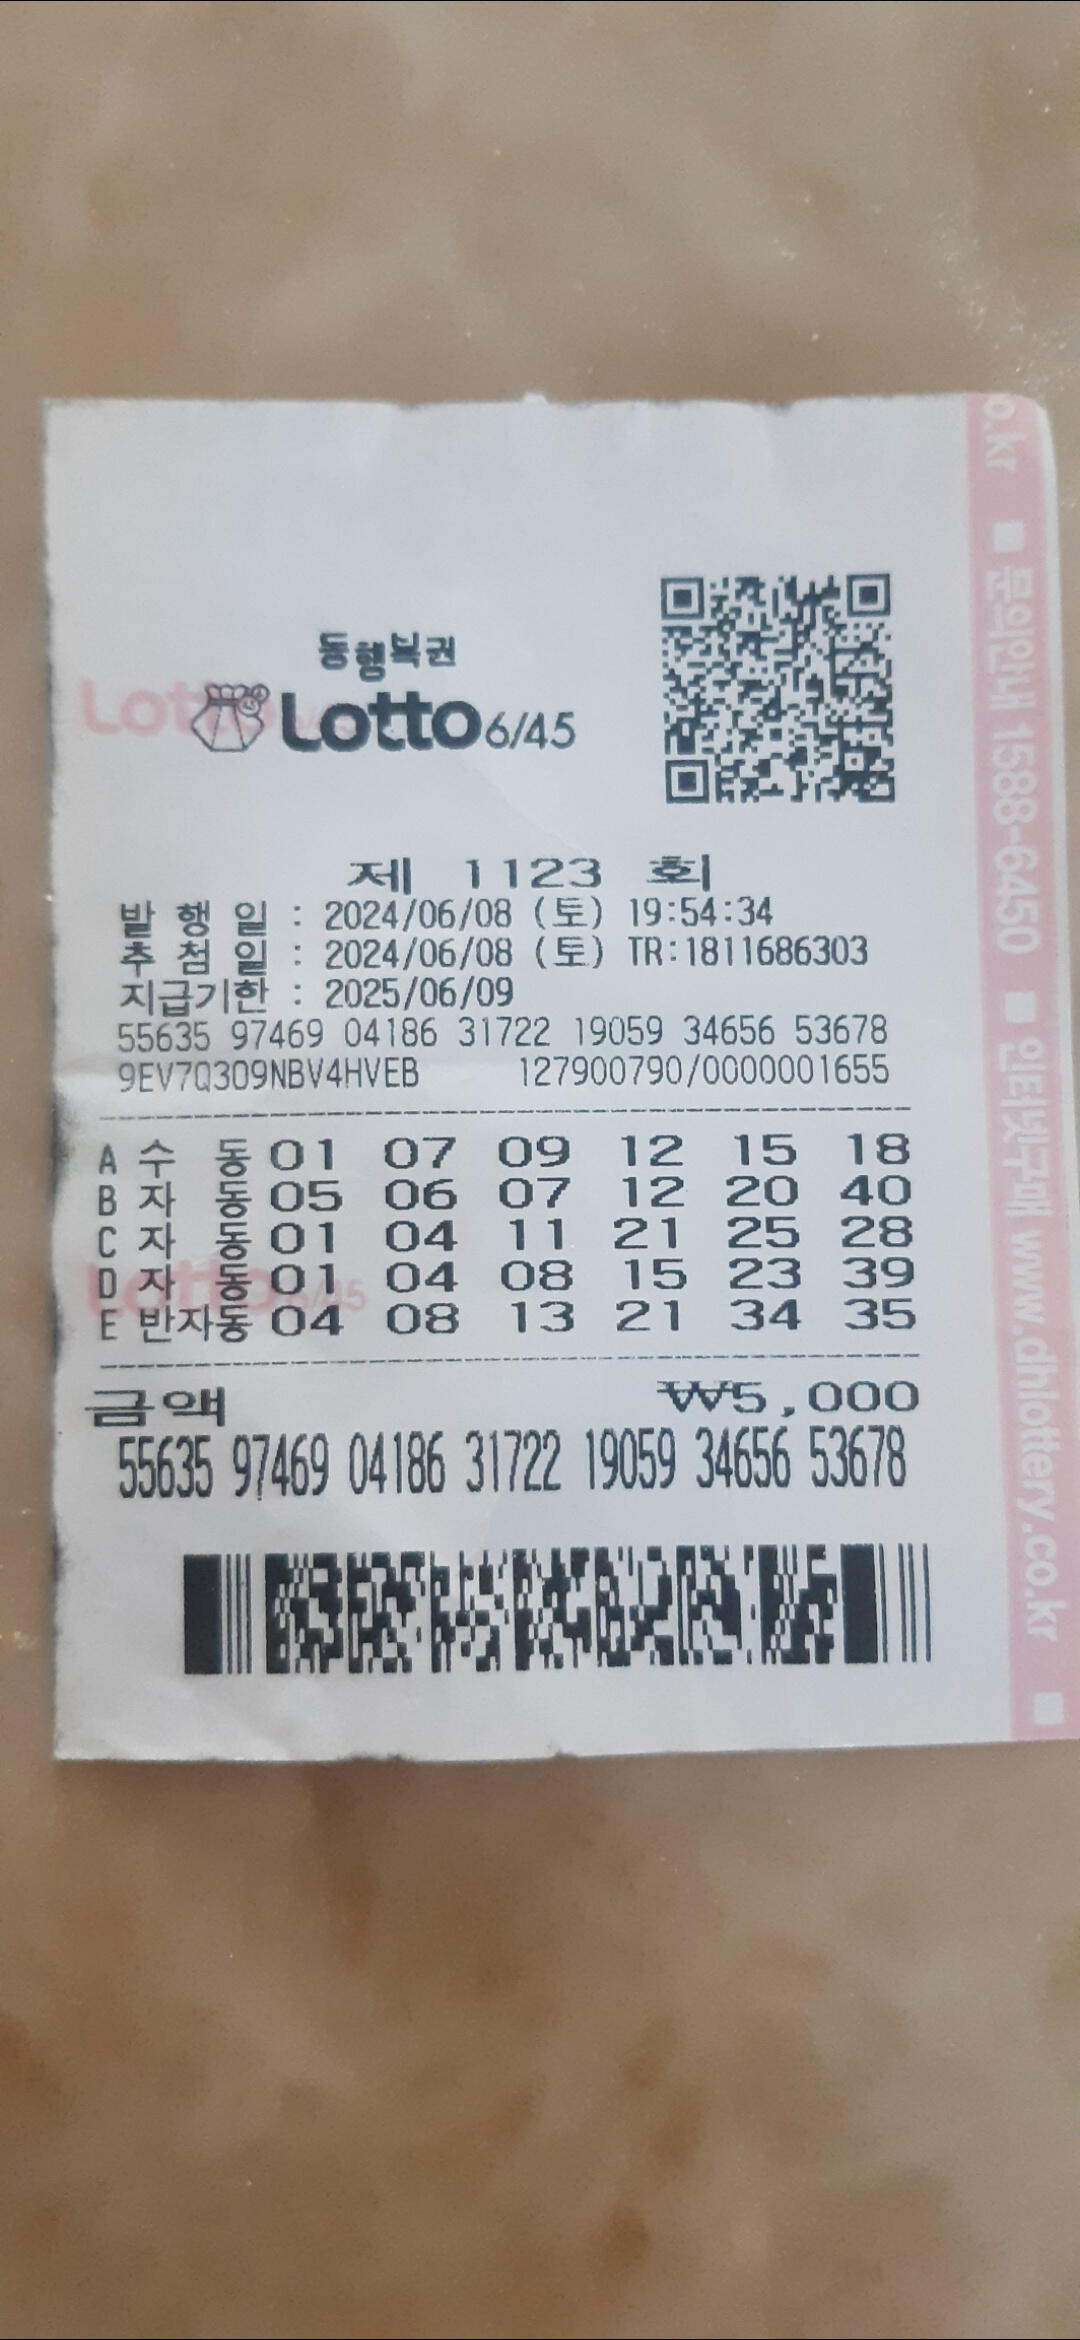 동행복권
Lotto 6/45
제 1123 회
발 행 일 : 2024/06/08 (토) 19:54:34
추 첨 일 : 2024/06/08 (토) TR:1811686303
지급기한 : 2025/06/09
55635 97469 04186 31722 19059 34656 53678
9EV7Q309NBV4HVEB 127900790/0000001655
A 수 동 01 07 09 12 15 18
B 자 동 05 06 07 12 20 40
C 자 동 01 04 11 21 25 28
D 자 동 01 04 08 15 23 39
E 반자동 04 08 13 21 34 35
금액 ₩5,000
55635 97469 04186 31722 19059 34656 53678
o.kr ■ 문의안내 1588-6450 ■ 인터넷구매 www.dhlottery.co.kr ■